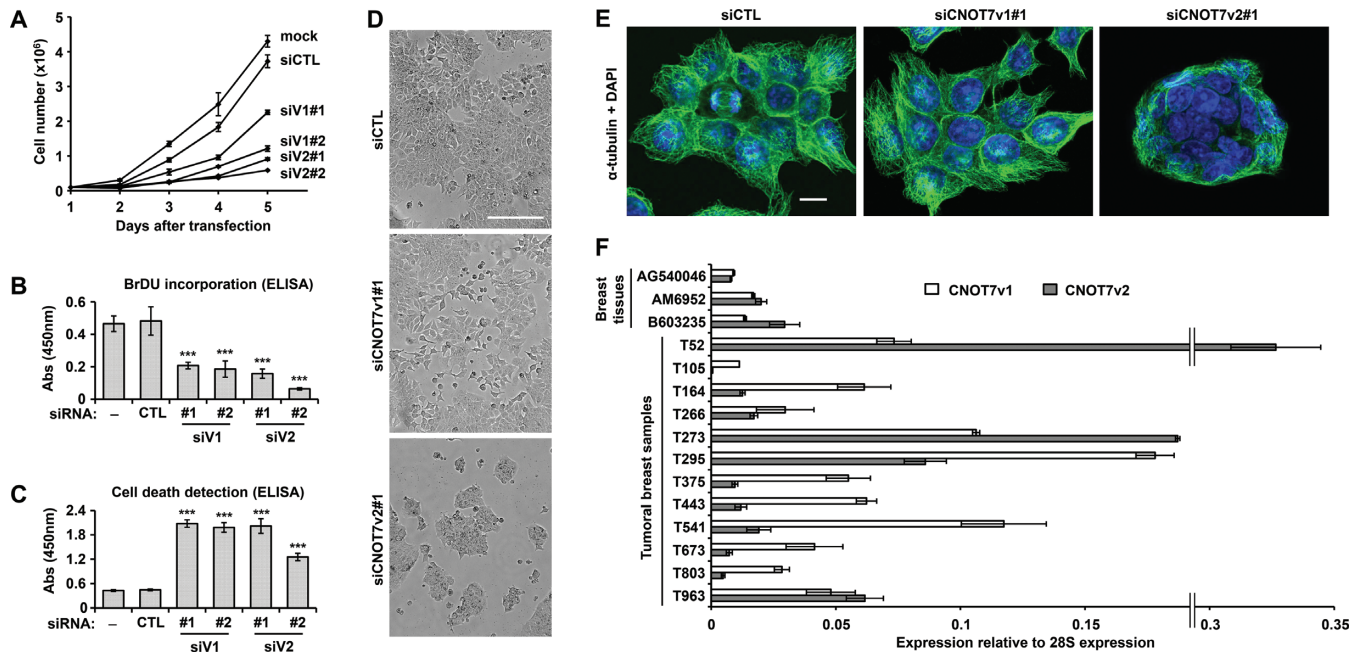 A
Cell number (x10⁶)
5
4
3
2
1
0
1 2 3 4 5
Days after transfection
mock
siCTL
siV1#1
siV1#2
siV2#1
siV2#2
B
BrDU incorporation (ELISA)
Abs (450nm)
0.6
0.4
0.2
0
*** *** *** ***
siRNA: – CTL #1 #2 #1 #2
siV1 siV2
C
Cell death detection (ELISA)
Abs (450nm)
2.4
1.8
1.2
0.6
0
*** *** *** ***
siRNA: – CTL #1 #2 #1 #2
siV1 siV2
D
siCTL
siCNOT7v1#1
siCNOT7v2#1
E
siCTL siCNOT7v1#1 siCNOT7v2#1
α-tubulin + DAPI
F
Breast tissues
AG540046
AM6952
B603235
Tumoral breast samples
T52
T105
T164
T266
T273
T295
T375
T443
T541
T673
T803
T963
CNOT7v1 CNOT7v2
0 0.05 0.1 0.15 0.3 0.35
Expression relative to 28S expression